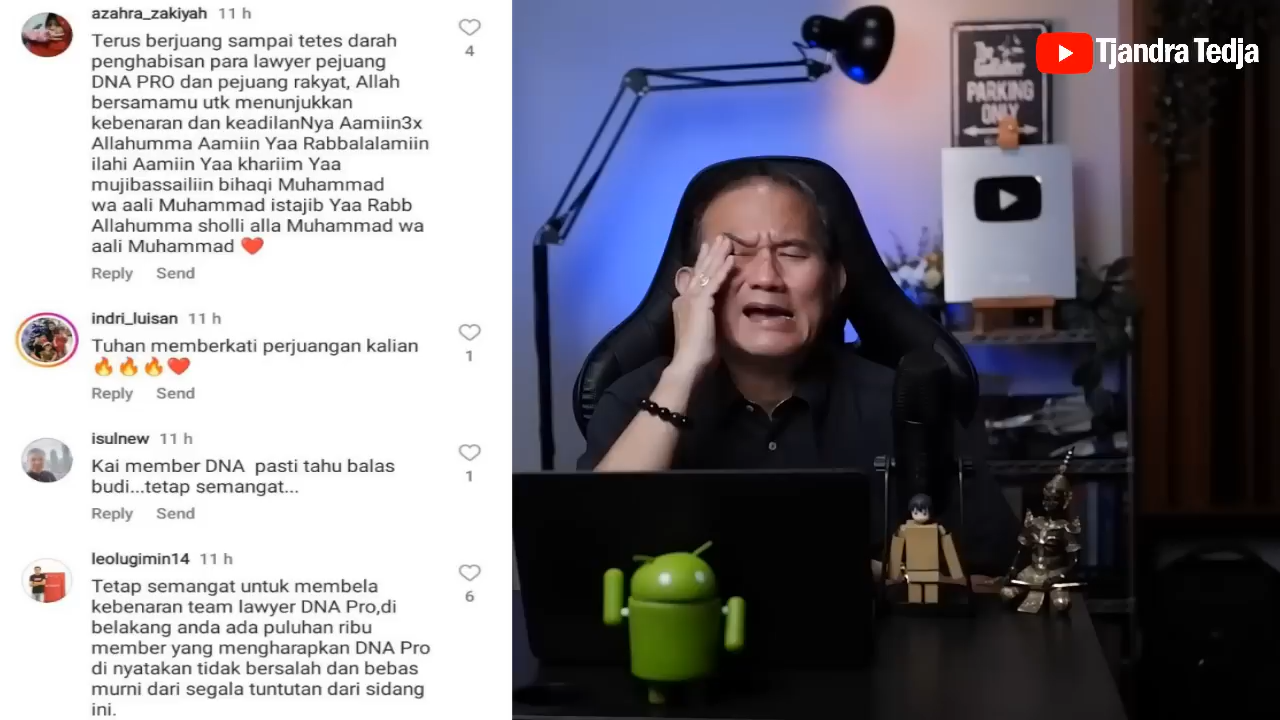 azahra_zakiyah 11 h
Terus berjuang sampai tetes darah
penghabisan para lawyer pejuang
DNA PRO dan pejuang rakyat, Allah
bersamamu utk menunjukkan
kebenaran dan keadilanNya Aamiin3x
Allahumma Aamiin Yaa Rabbalalamiin
ilahi Aamiin Yaa khariim Yaa
mujibassailiin bihaqi Muhammad
wa aali Muhammad istajib Yaa Rabb
Allahumma sholli alla Muhammad wa
aali Muhammad ❤️
4
Reply Send
indri_luisan 11 h
Tuhan memberkati perjuangan kalian
🔥🔥🔥❤️
1
Reply Send
isulnew 11 h
Kai member DNA pasti tahu balas
budi...tetap semangat...
1
Reply Send
leolugimin14 11 h
Tetap semangat untuk membela
kebenaran team lawyer DNA Pro,di
belakang anda ada puluhan ribu
member yang mengharapkan DNA Pro
di nyatakan tidak bersalah dan bebas
murni dari segala tuntutan dari sidang
ini.
6
Tjandra Tedja
The
Godfather
PARKING
ONLY